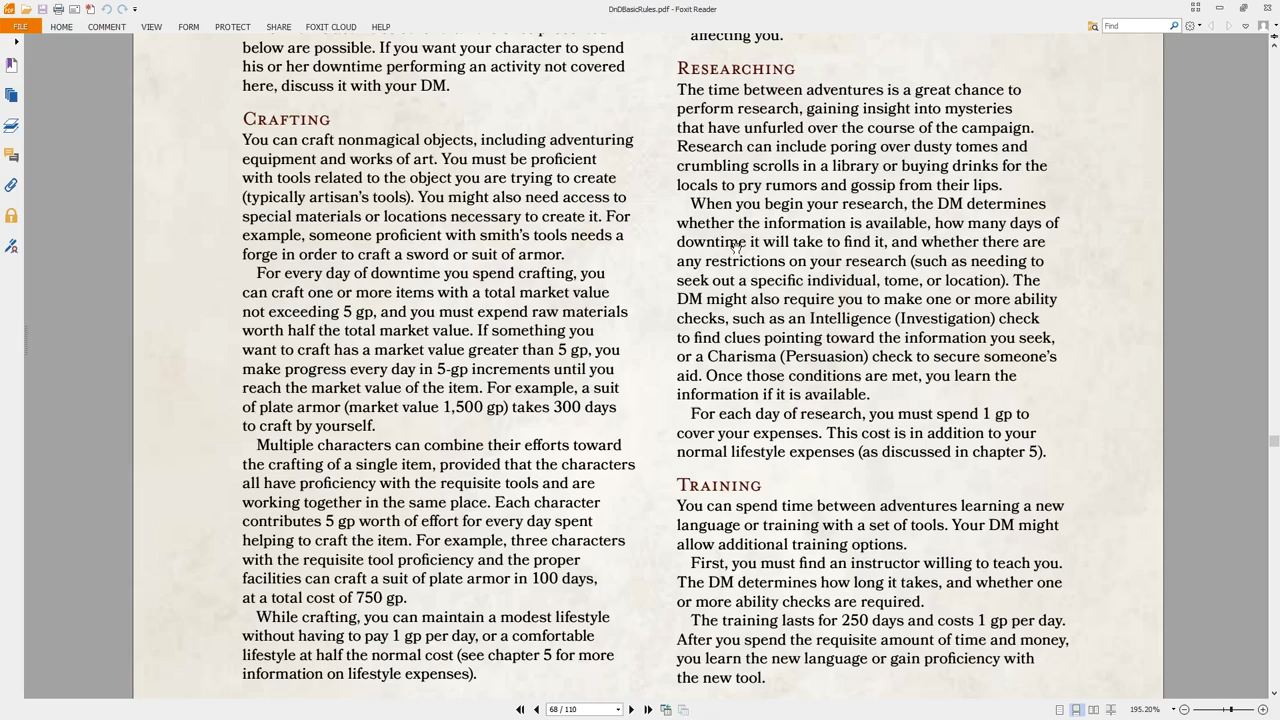 DnDBasicRules.pdf - Foxit Reader
FILE HOME COMMENT VIEW FORM PROTECT SHARE FOXIT CLOUD HELP
Find
below are possible. If you want your character to spend
his or her downtime performing an activity not covered
here, discuss it with your DM.
CRAFTING
You can craft nonmagical objects, including adventuring
equipment and works of art. You must be proficient
with tools related to the object you are trying to create
(typically artisan's tools). You might also need access to
special materials or locations necessary to create it. For
example, someone proficient with smith's tools needs a
forge in order to craft a sword or suit of armor.
For every day of downtime you spend crafting, you
can craft one or more items with a total market value
not exceeding 5 gp, and you must expend raw materials
worth half the total market value. If something you
want to craft has a market value greater than 5 gp, you
make progress every day in 5-gp increments until you
reach the market value of the item. For example, a suit
of plate armor (market value 1,500 gp) takes 300 days
to craft by yourself.
Multiple characters can combine their efforts toward
the crafting of a single item, provided that the characters
all have proficiency with the requisite tools and are
working together in the same place. Each character
contributes 5 gp worth of effort for every day spent
helping to craft the item. For example, three characters
with the requisite tool proficiency and the proper
facilities can craft a suit of plate armor in 100 days,
at a total cost of 750 gp.
While crafting, you can maintain a modest lifestyle
without having to pay 1 gp per day, or a comfortable
lifestyle at half the normal cost (see chapter 5 for more
information on lifestyle expenses).
affecting you.
RESEARCHING
The time between adventures is a great chance to
perform research, gaining insight into mysteries
that have unfurled over the course of the campaign.
Research can include poring over dusty tomes and
crumbling scrolls in a library or buying drinks for the
locals to pry rumors and gossip from their lips.
When you begin your research, the DM determines
whether the information is available, how many days of
downtime it will take to find it, and whether there are
any restrictions on your research (such as needing to
seek out a specific individual, tome, or location). The
DM might also require you to make one or more ability
checks, such as an Intelligence (Investigation) check
to find clues pointing toward the information you seek,
or a Charisma (Persuasion) check to secure someone's
aid. Once those conditions are met, you learn the
information if it is available.
For each day of research, you must spend 1 gp to
cover your expenses. This cost is in addition to your
normal lifestyle expenses (as discussed in chapter 5).
TRAINING
You can spend time between adventures learning a new
language or training with a set of tools. Your DM might
allow additional training options.
First, you must find an instructor willing to teach you.
The DM determines how long it takes, and whether one
or more ability checks are required.
The training lasts for 250 days and costs 1 gp per day.
After you spend the requisite amount of time and money,
you learn the new language or gain proficiency with
the new tool.
68 / 110
195.20%